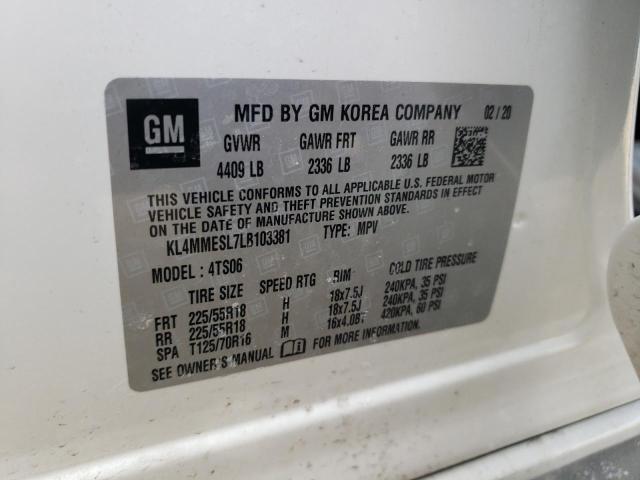 GM
MFD BY GM KOREA COMPANY 02/20
GVWR GAWR FRT GAWR RR
4409 LB 2336 LB 2336 LB
THIS VEHICLE CONFORMS TO ALL APPLICABLE U.S. FEDERAL MOTOR
VEHICLE SAFETY AND THEFT PREVENTION STANDARDS IN EFFECT
ON THE DATE OF MANUFACTURE SHOWN ABOVE.
KL4MMESL7LB103381 TYPE: MPV
MODEL : 4TS06
TIRE SIZE SPEED RTG RIM COLD TIRE PRESSURE
FRT 225/55R18 H 18x7.5J 240KPA, 35 PSI
RR 225/55R18 H 18x7.5J 240KPA, 35 PSI
SPA T125/70R16 M 16x4.0BT 420KPA, 60 PSI
SEE OWNER'S MANUAL FOR MORE INFORMATION.